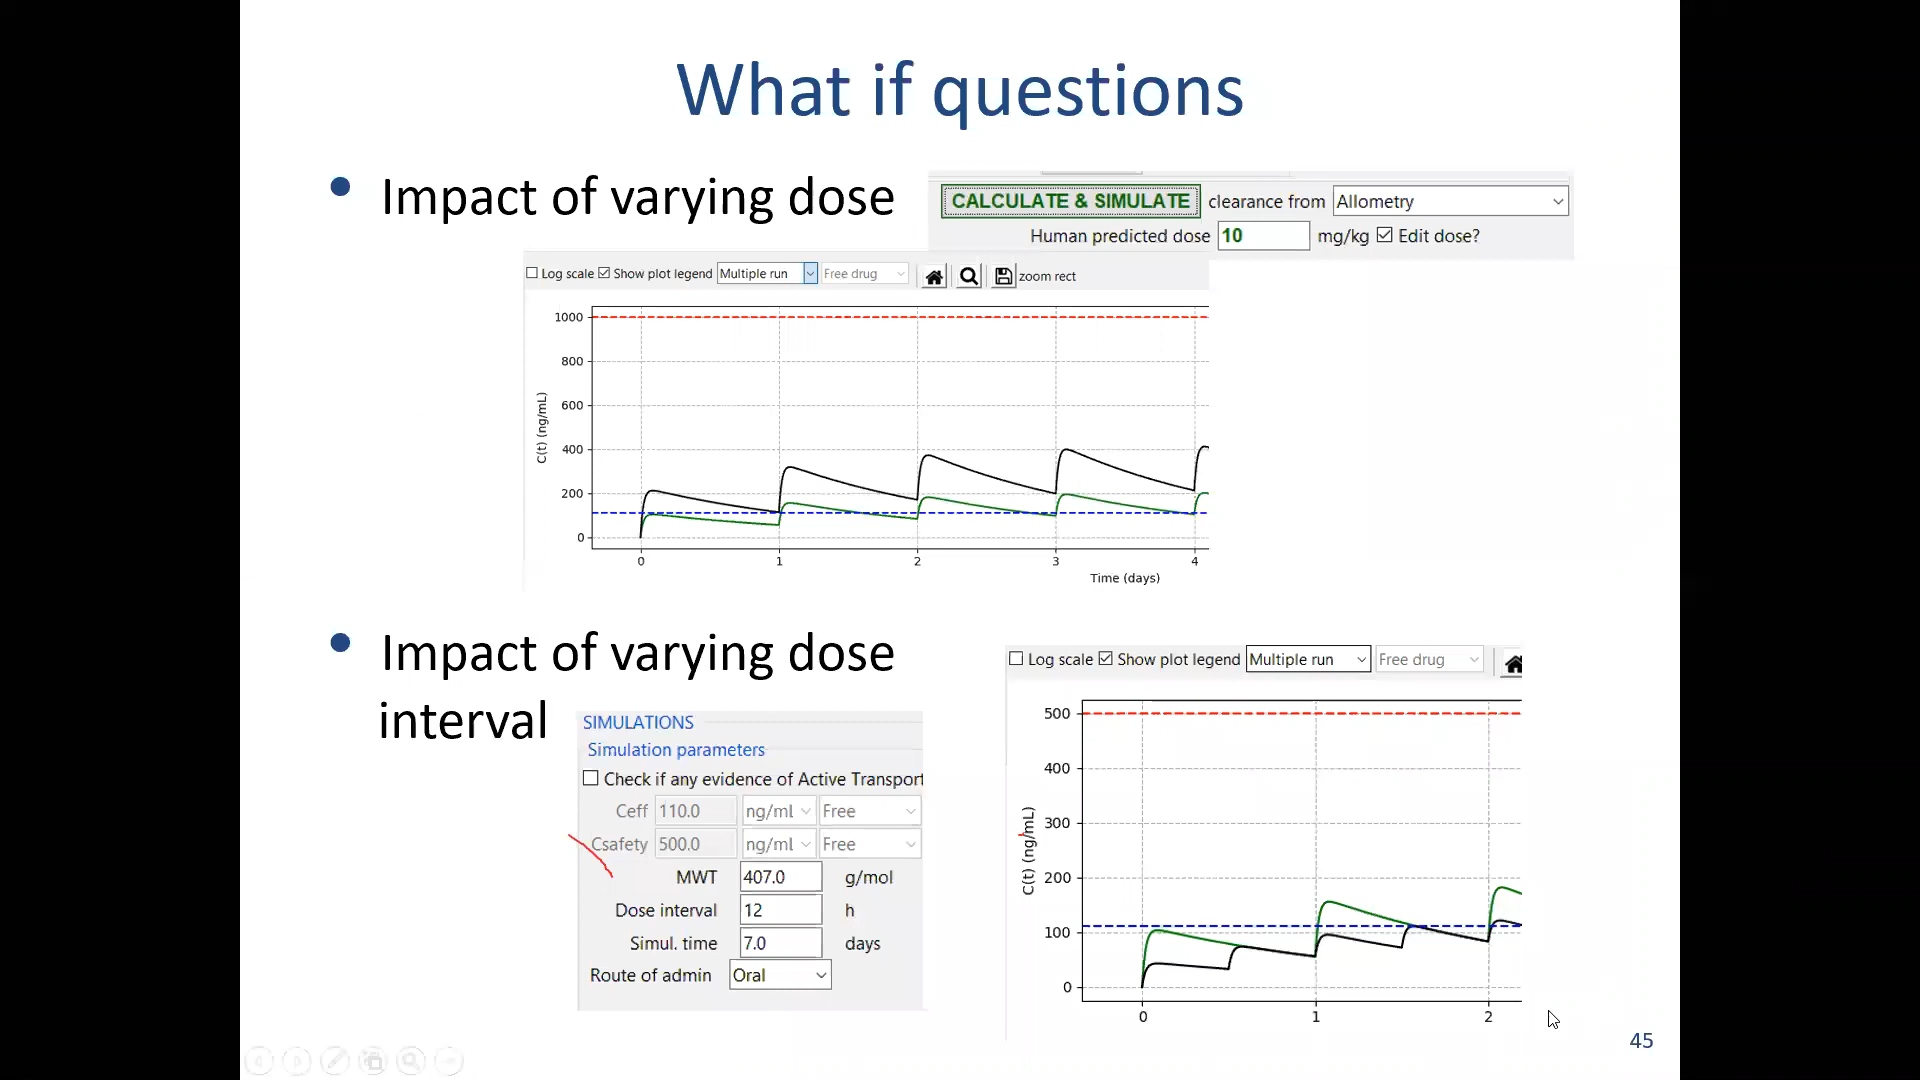 What if questions
• Impact of varying dose
CALCULATE & SIMULATE clearance from Allometry
Human predicted dose 10 mg/kg Edit dose?
Log scale Show plot legend Multiple run Free drug zoom rect
1000
800
600
400
200
0
C(t) (ng/mL)
0 1 2 3 4
Time (days)
• Impact of varying dose
interval
SIMULATIONS
Simulation parameters
Check if any evidence of Active Transport
Ceff 110.0 ng/ml Free
Csafety 500.0 ng/ml Free
MWT 407.0 g/mol
Dose interval 12 h
Simul. time 7.0 days
Route of admin Oral
Log scale Show plot legend Multiple run Free drug
500
400
300
200
100
0
C(t) (ng/mL)
0 1 2
45